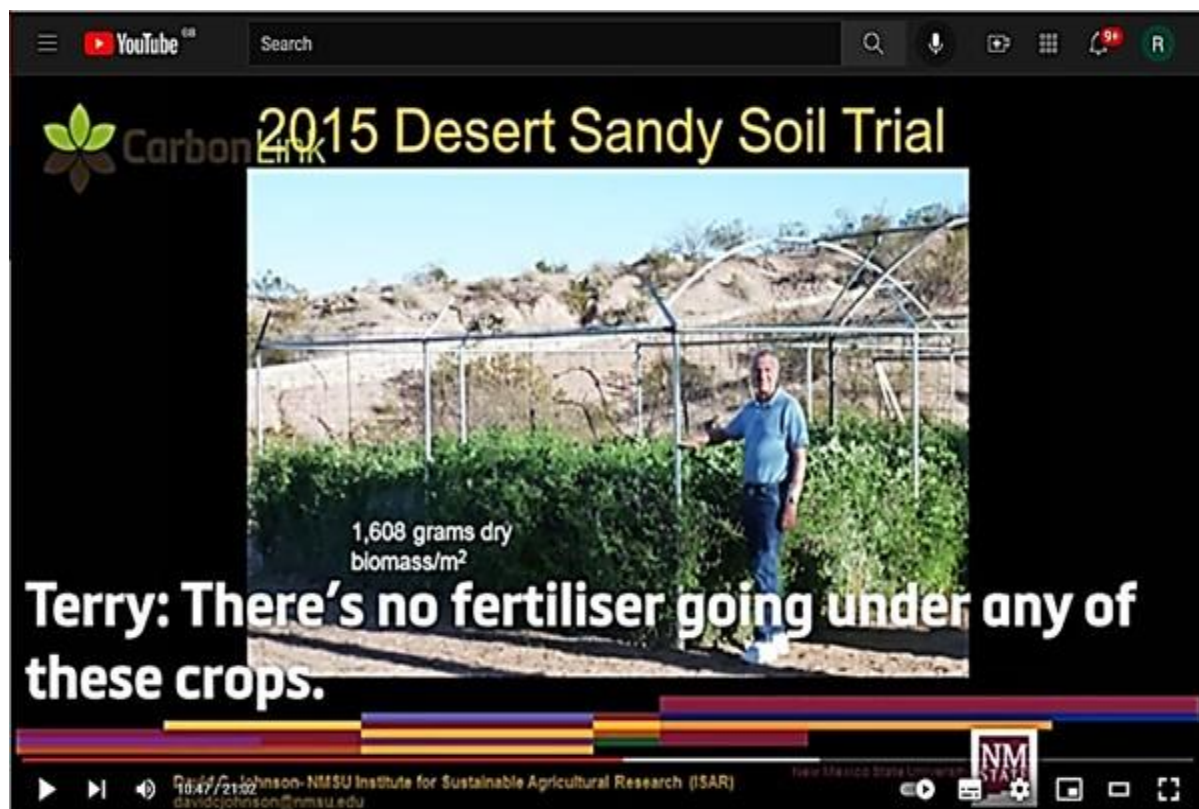 YouTube GB
Search
9+
R
CarbonLink
2015 Desert Sandy Soil Trial
1,608 grams dry
biomass/m²
Terry: There's no fertiliser going under any of
these crops.
NM
STATE
New Mexico State University
David C. Johnson- NMSU Institute for Sustainable Agricultural Research (ISAR)
10:47 / 21:02
davidcjohnson@nmsu.edu